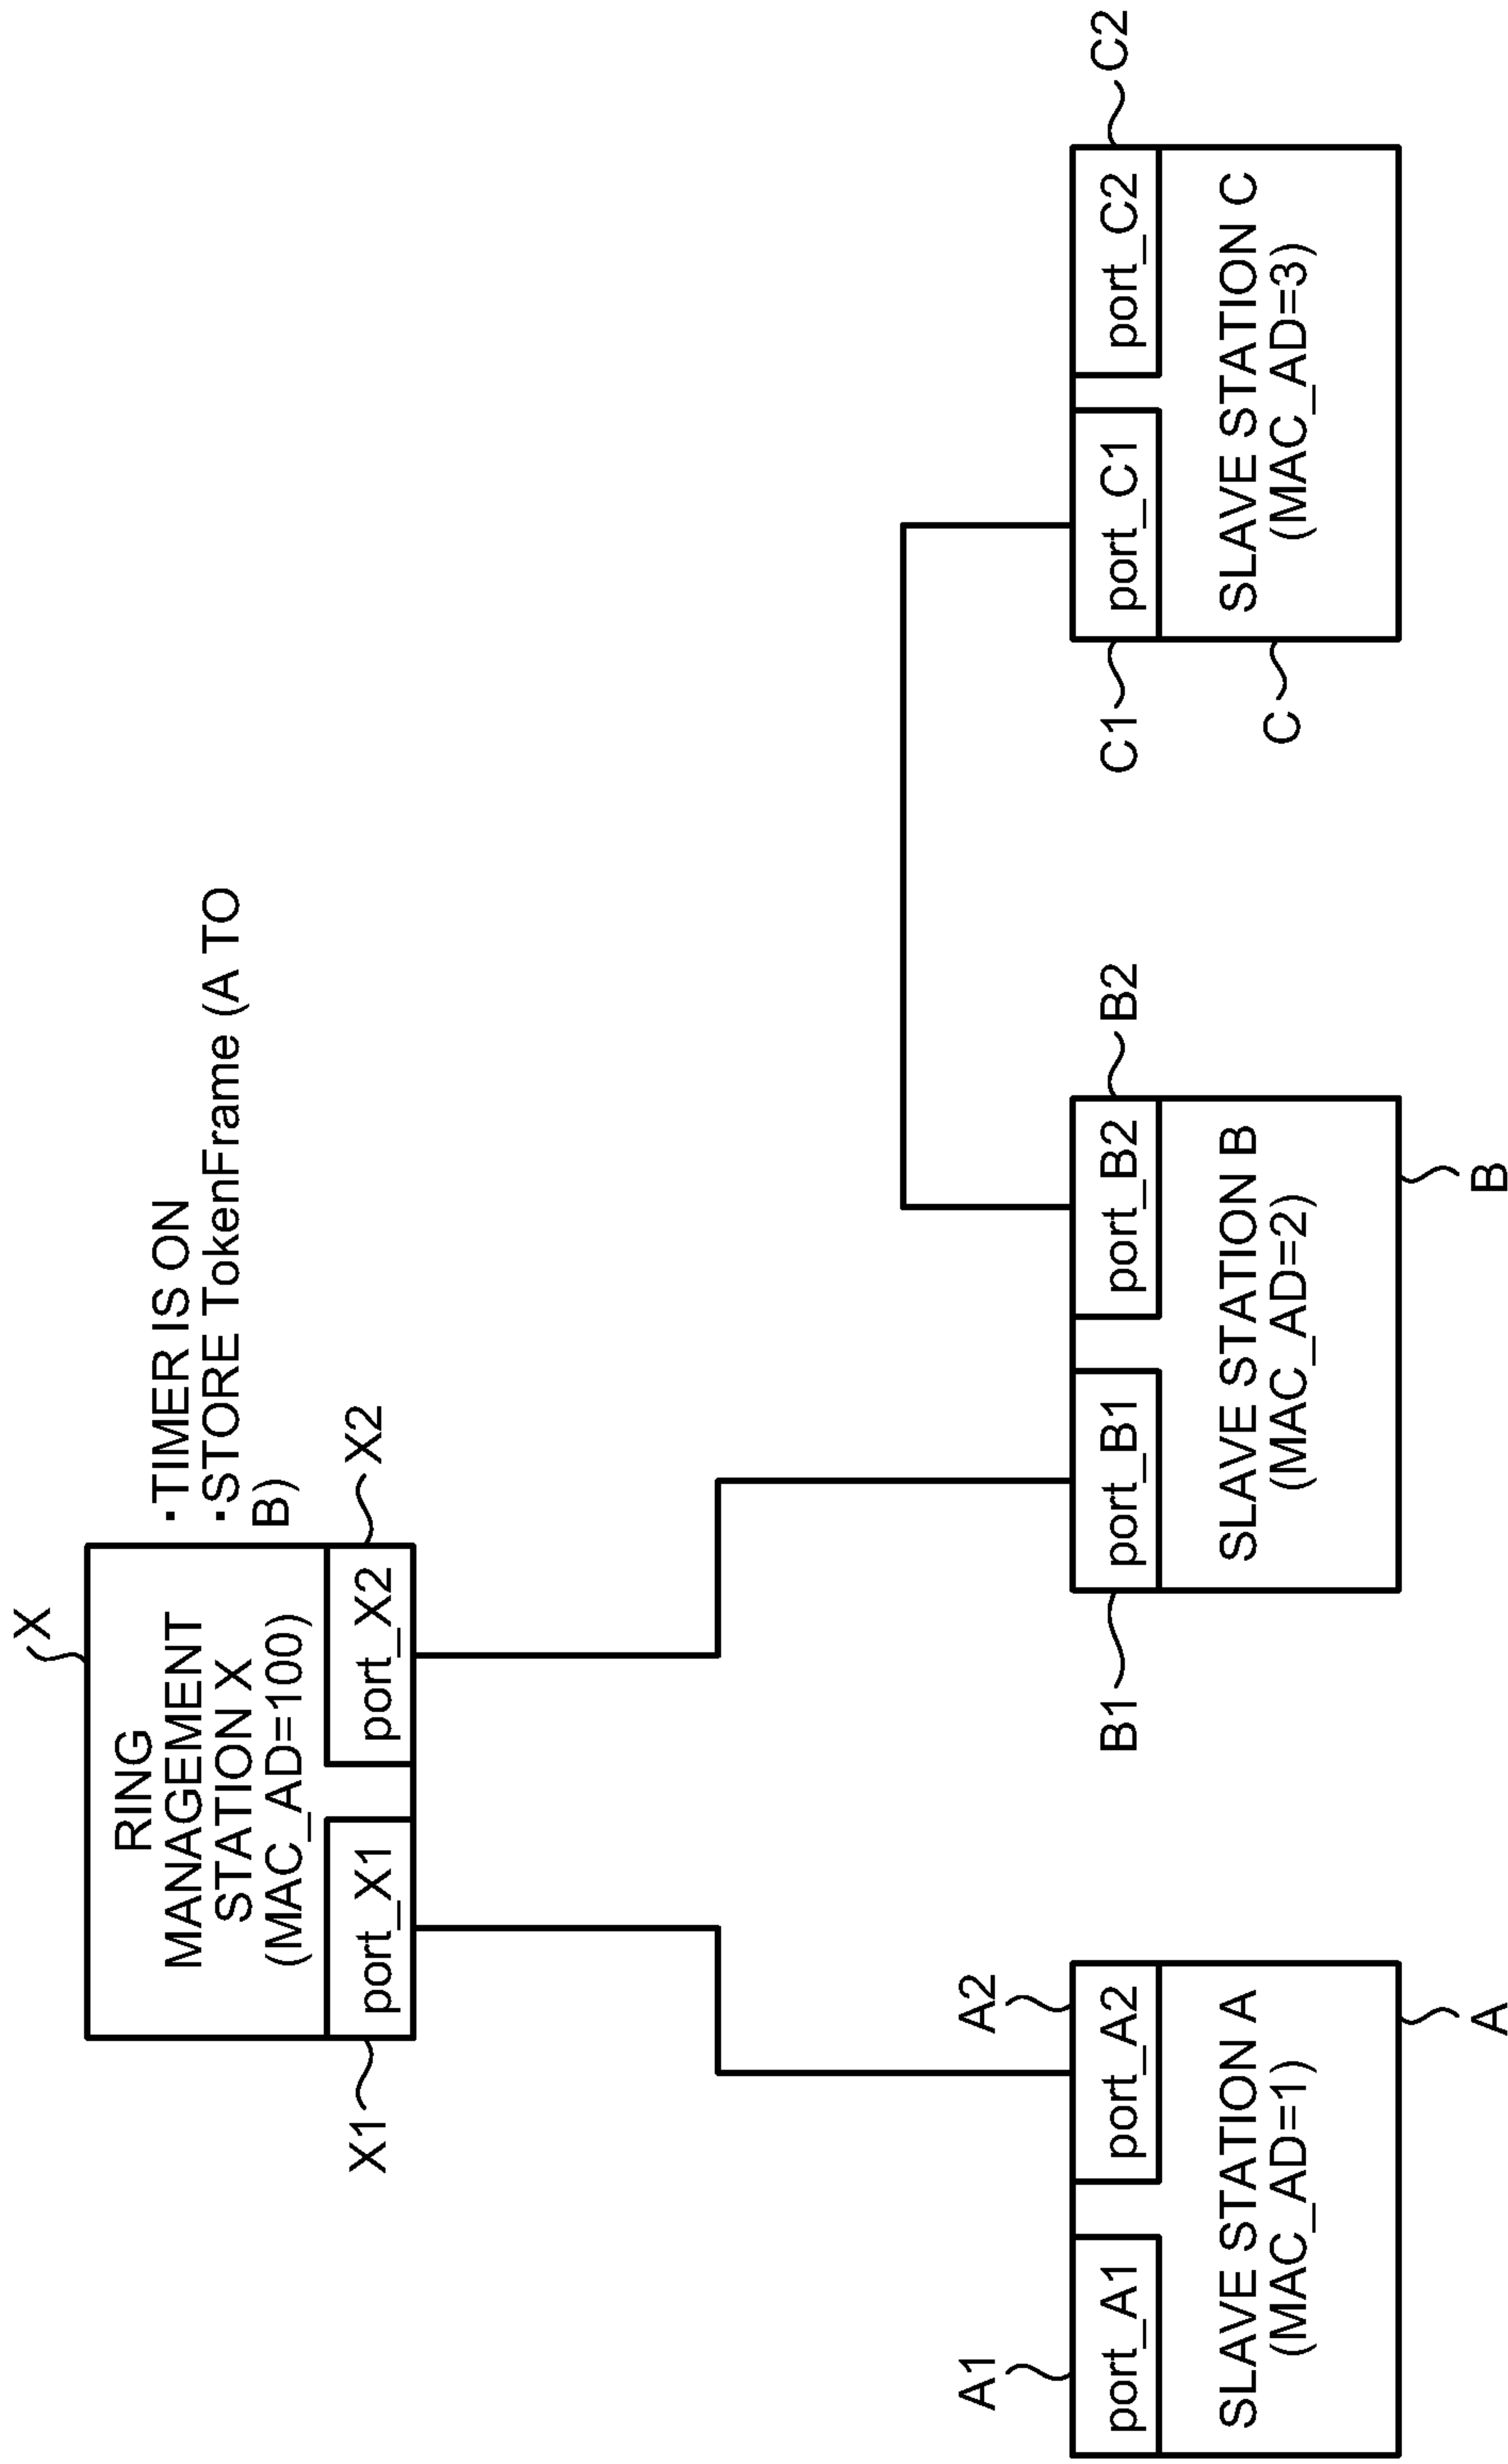 X
RING
MANAGEMENT
STATION X
(MAC_AD=100)
port_X1
port_X2
X1
X2
·TIMER IS ON
·STORE TokenFrame (A TO
B)
A1
A2
port_A1
port_A2
SLAVE STATION A
(MAC_AD=1)
A
B1
B2
port_B1
port_B2
SLAVE STATION B
(MAC_AD=2)
B
C1
C2
port_C1
port_C2
SLAVE STATION C
(MAC_AD=3)
C